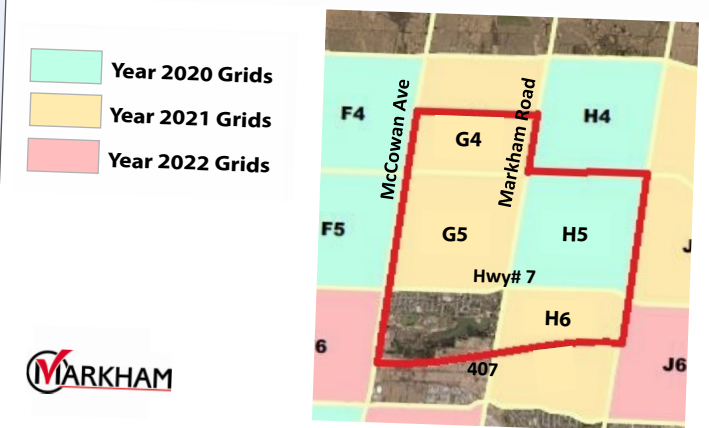 Year 2020 Grids
Year 2021 Grids
Year 2022 Grids
McCowan Ave
Markham Road
F4
G4
H4
F5
G5
H5
J
Hwy# 7
6
H6
J6
407
MARKHAM